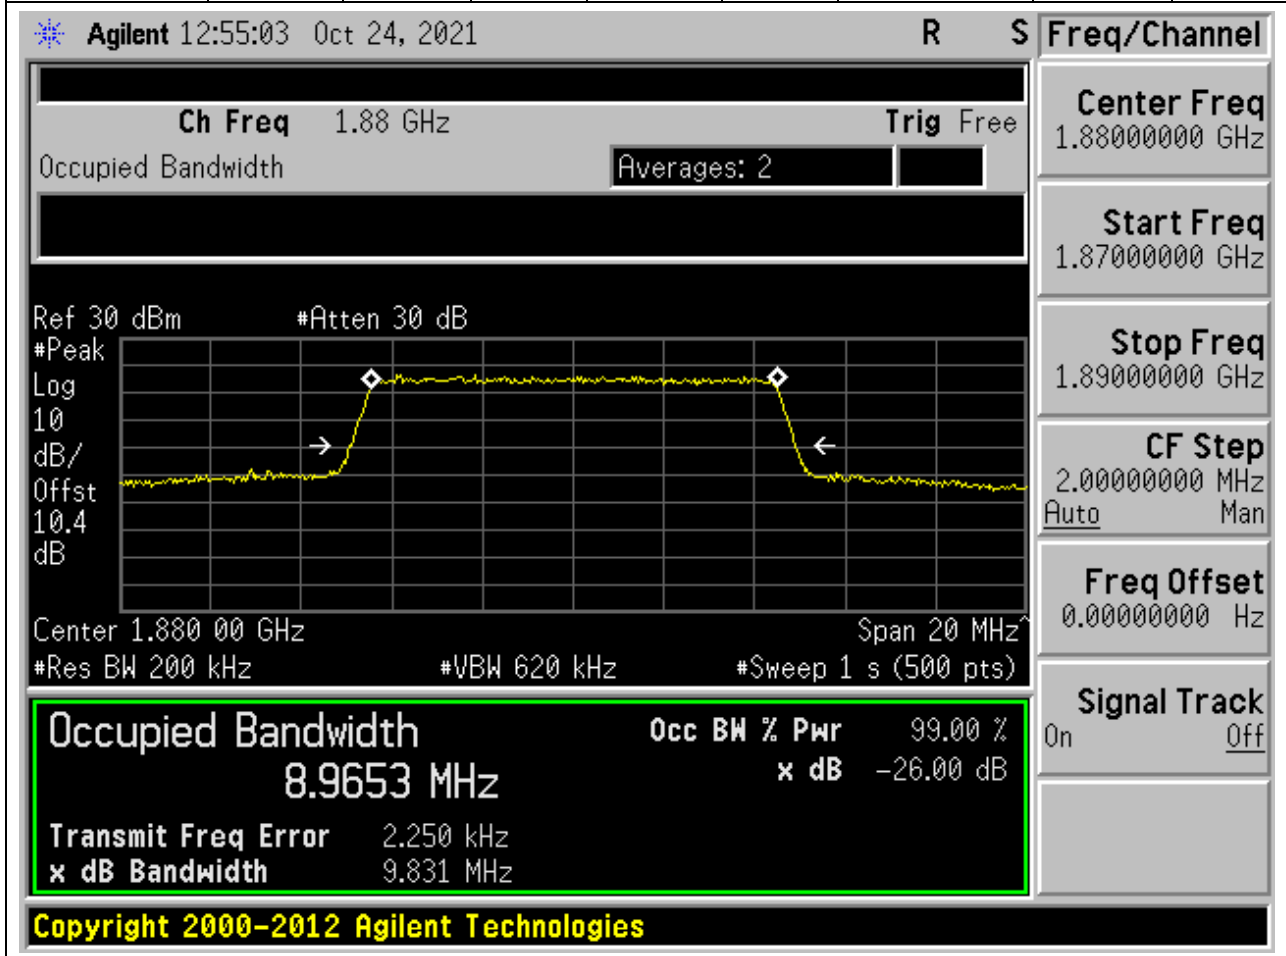 Agilent 12:55:03 Oct 24, 2021 R S
Freq/Channel
Ch Freq 1.88 GHz Trig Free
Occupied Bandwidth Averages: 2
Center Freq
1.88000000 GHz
Start Freq
1.87000000 GHz
Stop Freq
1.89000000 GHz
CF Step
2.00000000 MHz
Auto Man
Freq Offset
0.00000000 Hz
Signal Track
On Off
Ref 30 dBm #Atten 30 dB
#Peak
Log
10
dB/
Offst
10.4
dB
Center 1.880 00 GHz Span 20 MHz^
#Res BW 200 kHz #VBW 620 kHz #Sweep 1 s (500 pts)
Occupied Bandwidth Occ BW % Pwr 99.00 %
8.9653 MHz x dB -26.00 dB
Transmit Freq Error 2.250 kHz
x dB Bandwidth 9.831 MHz
Copyright 2000-2012 Agilent Technologies